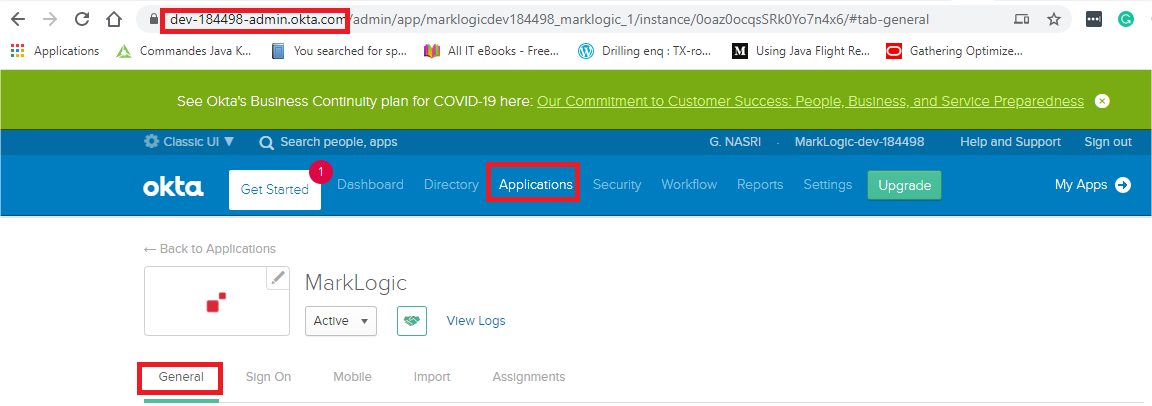 dev-184498-admin.okta.com/admin/app/marklogicdev184498_marklogic_1/instance/0oaz0ocqsSRk0Yo7n4x6/#tab-general
Applications Commandes Java K... You searched for sp... All IT eBooks - Free... Drilling enq : TX-ro... M Using Java Flight Re... Gathering Optimize...
See Okta's Business Continuity plan for COVID-19 here: Our Commitment to Customer Success: People, Business, and Service Preparedness
Classic UI ▼ Search people, apps G. NASRI · MarkLogic-dev-184498 Help and Support Sign out
okta Get Started 1 Dashboard Directory Applications Security Workflow Reports Settings Upgrade My Apps
← Back to Applications
MarkLogic
Active ▼ View Logs
General Sign On Mobile Import Assignments